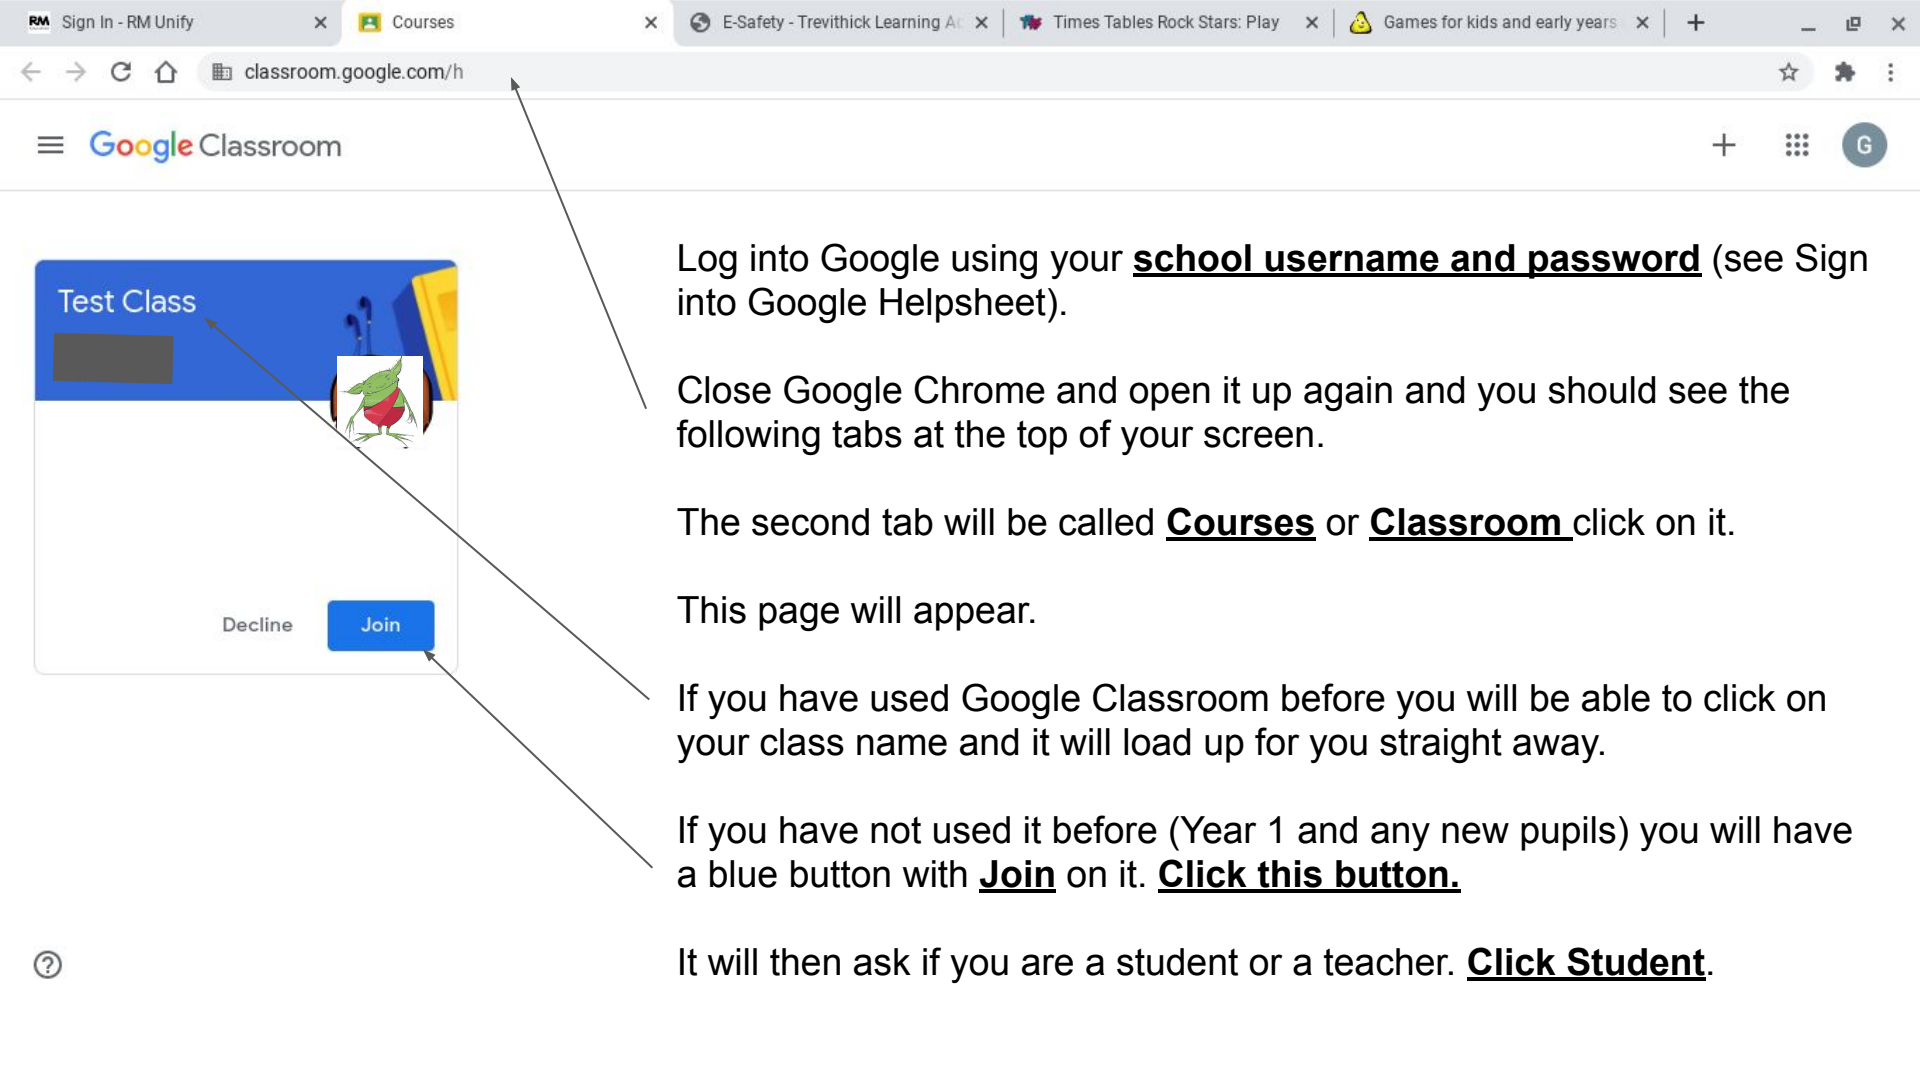 RM Sign In - RM Unify
Courses
E-Safety - Trevithick Learning Ac
Times Tables Rock Stars: Play
Games for kids and early years
classroom.google.com/h
Google Classroom
G
Test Class
Decline
Join
Log into Google using your school username and password (see Sign
into Google Helpsheet).
Close Google Chrome and open it up again and you should see the
following tabs at the top of your screen.
The second tab will be called Courses or Classroom click on it.
This page will appear.
If you have used Google Classroom before you will be able to click on
your class name and it will load up for you straight away.
If you have not used it before (Year 1 and any new pupils) you will have
a blue button with Join on it. Click this button.
It will then ask if you are a student or a teacher. Click Student.